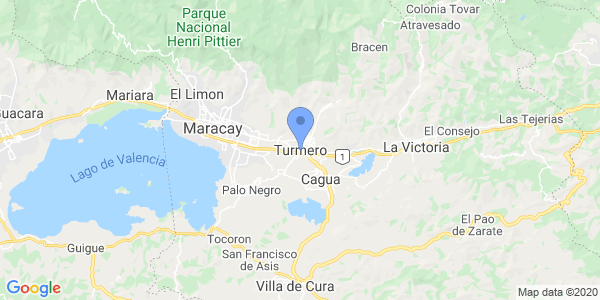 Colonia Tovar
Atravesado
Parque
Nacional
Henri Pittier
Bracen
Mariara
El Limon
Guacara
Maracay
Las Tejerias
El Consejo
La Victoria
Turmero
1
Lago de Valencia
Palo Negro
Cagua
El Pao
de Zarate
Tocoron
Guigue
San Francisco
de Asis
Villa de Cura
Google
Map data ©2020